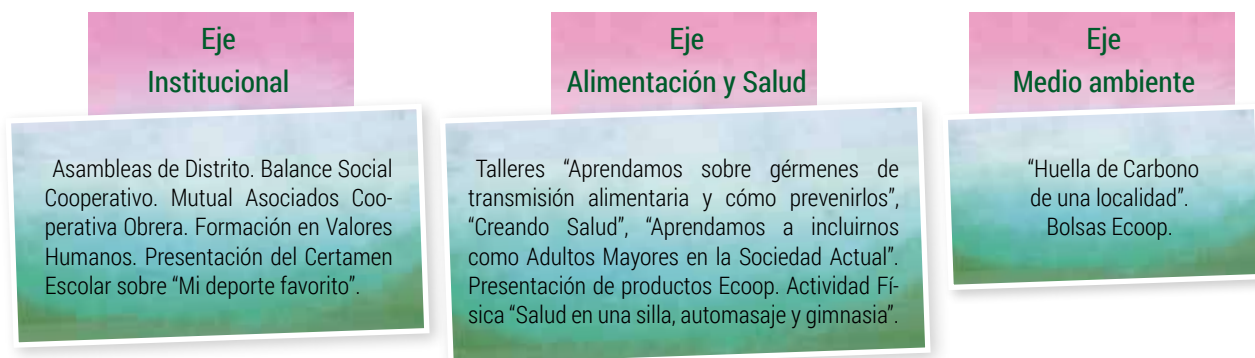 Eje
Institucional
Asambleas de Distrito. Balance Social
Cooperativo. Mutual Asociados Coo-
perativa Obrera. Formación en Valores
Humanos. Presentación del Certamen
Escolar sobre “Mi deporte favorito”.
Eje
Alimentación y Salud
Talleres “Aprendamos sobre gérmenes de
transmisión alimentaria y cómo prevenirlos”,
“Creando Salud”, “Aprendamos a incluirnos
como Adultos Mayores en la Sociedad Actual”.
Presentación de productos Ecoop. Actividad Fí-
sica “Salud en una silla, automasaje y gimnasia”.
Eje
Medio ambiente
“Huella de Carbono
de una localidad”.
Bolsas Ecoop.